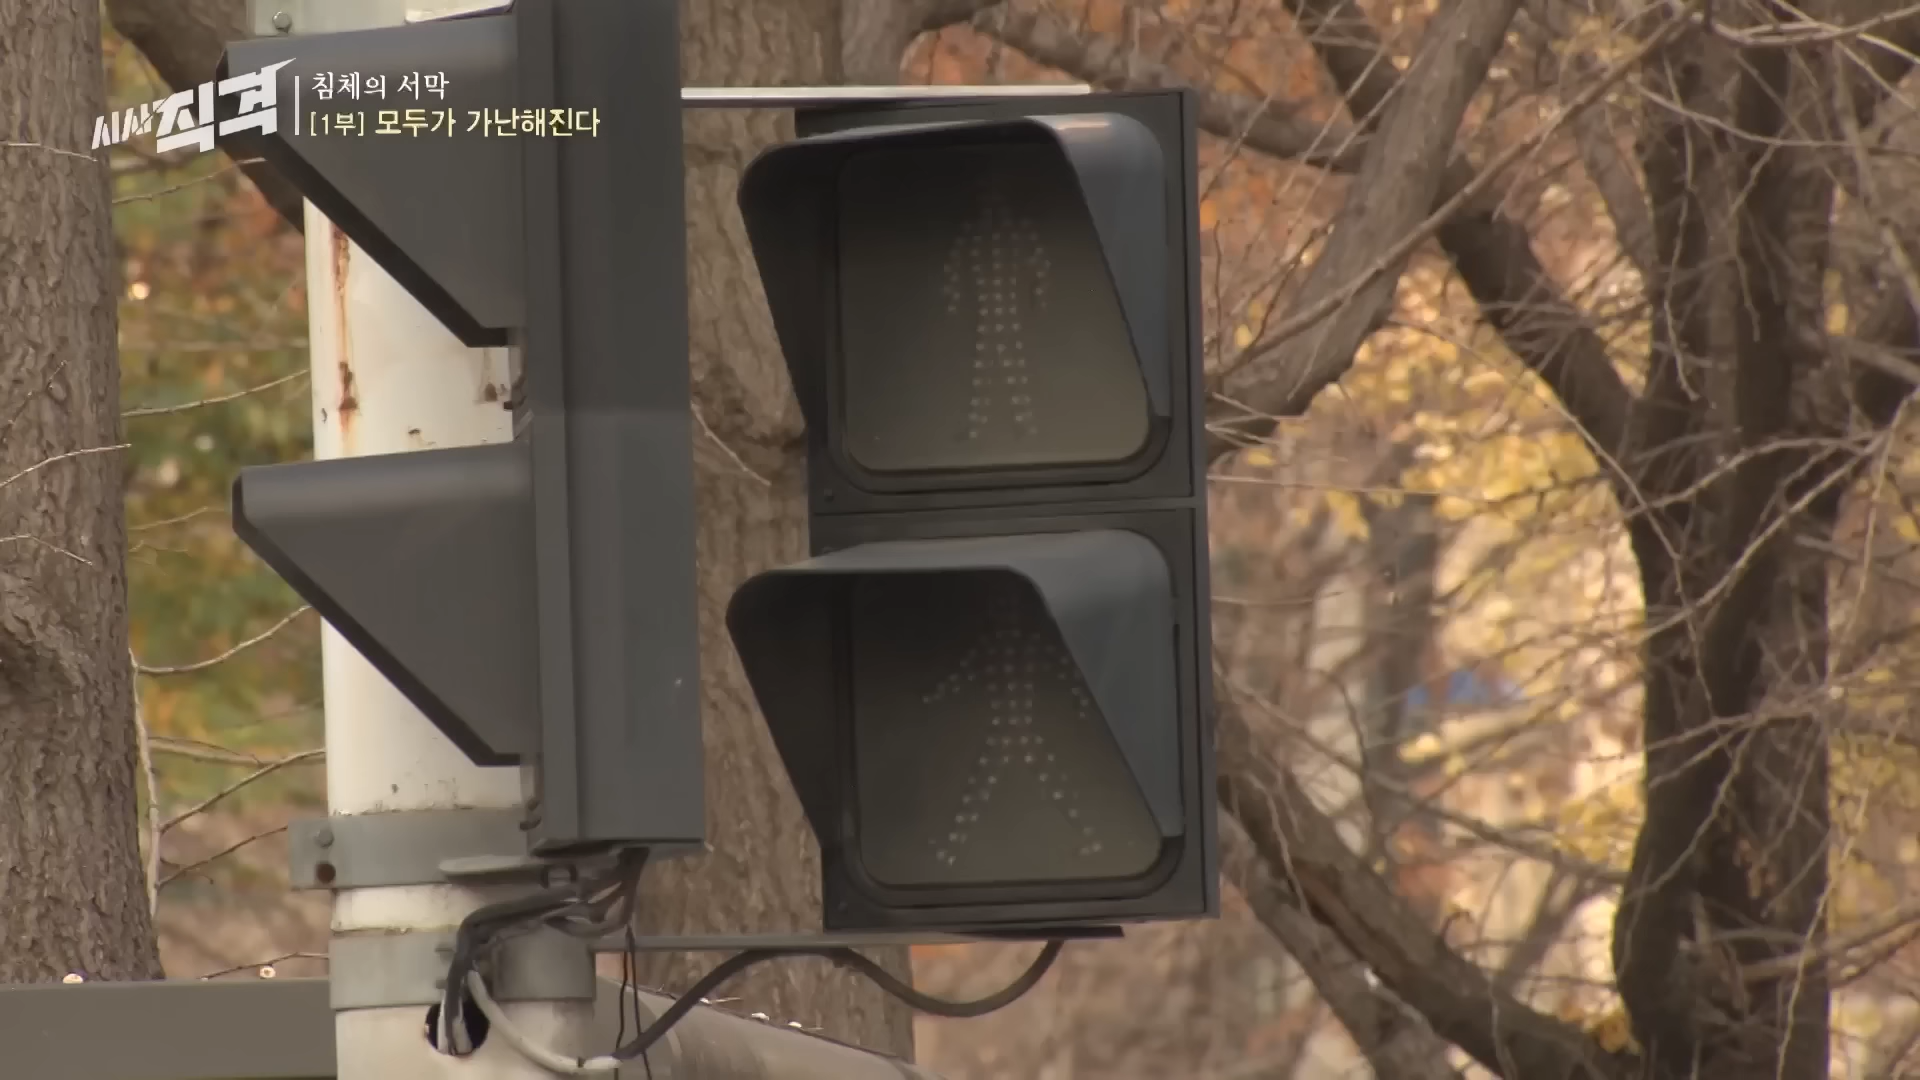 시사직격
침체의 서막
[1부] 모두가 가난해진다